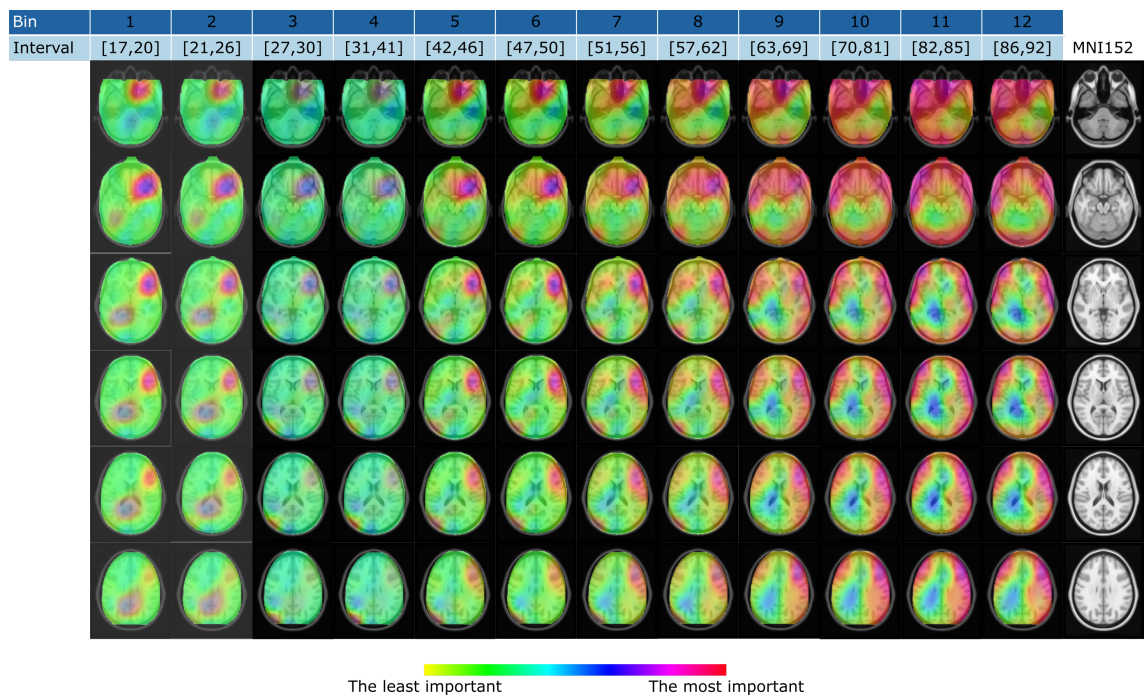 Bin 1 2 3 4 5 6 7 8 9 10 11 12
Interval [17,20] [21,26] [27,30] [31,41] [42,46] [47,50] [51,56] [57,62] [63,69] [70,81] [82,85] [86,92] MNI152
The least important The most important